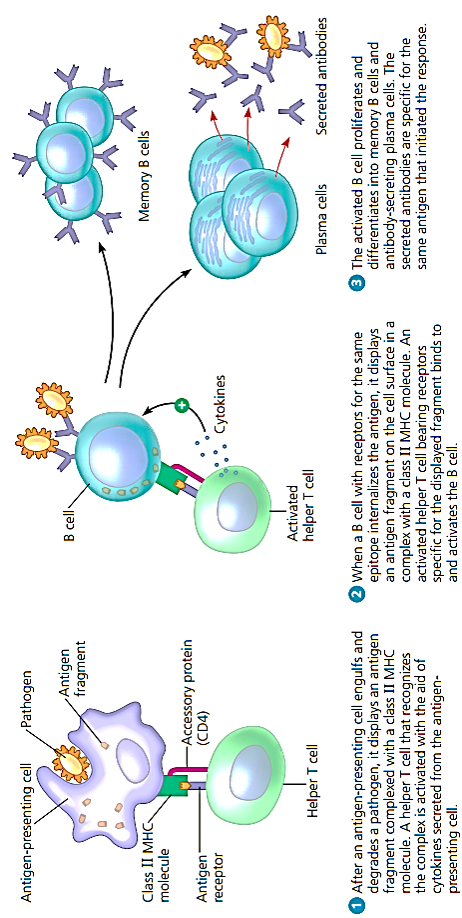 Antigen-presenting cell
Pathogen
Antigen
fragment
Class II MHC
molecule
Accessory protein
(CD4)
Antigen
receptor
Helper T cell
1 After an antigen-presenting cell engulfs and
degrades a pathogen, it displays an antigen
fragment complexed with a class II MHC
molecule. A helper T cell that recognizes
the complex is activated with the aid of
cytokines secreted from the antigen-
presenting cell.
B cell
+
Cytokines
Activated
helper T cell
2 When a B cell with receptors for the same
epitope internalizes the antigen, it displays
an antigen fragment on the cell surface in a
complex with a class II MHC molecule. An
activated helper T cell bearing receptors
specific for the displayed fragment binds to
and activates the B cell.
Memory B cells
Plasma cells
Secreted antibodies
3 The activated B cell proliferates and
differentiates into memory B cells and
antibody-secreting plasma cells. The
secreted antibodies are specific for the
same antigen that initiated the response.